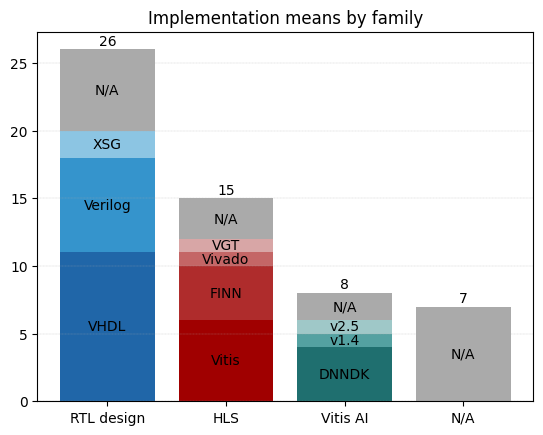 Implementation means by family
26
N/A
XSG
Verilog
VHDL
15
N/A
VGT
Vivado
FINN
Vitis
8
N/A
v2.5
v1.4
DNNDK
7
N/A
25
20
15
10
5
0
RTL design
HLS
Vitis AI
N/A